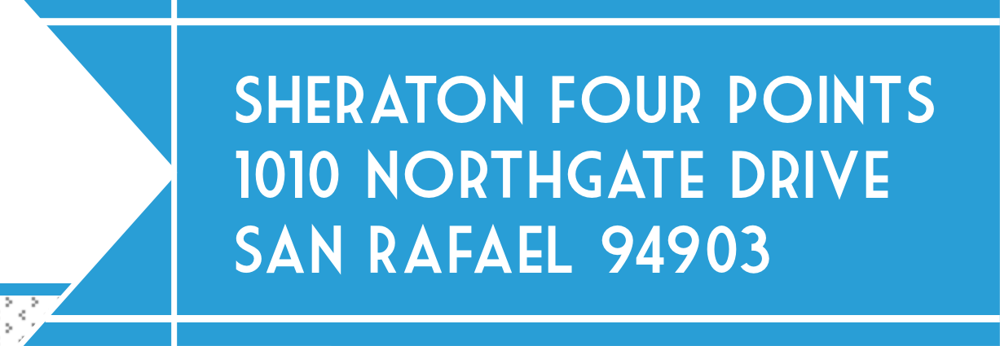 SHERATON FOUR POINTS
1010 NORTHGATE DRIVE
SAN RAFAEL 94903